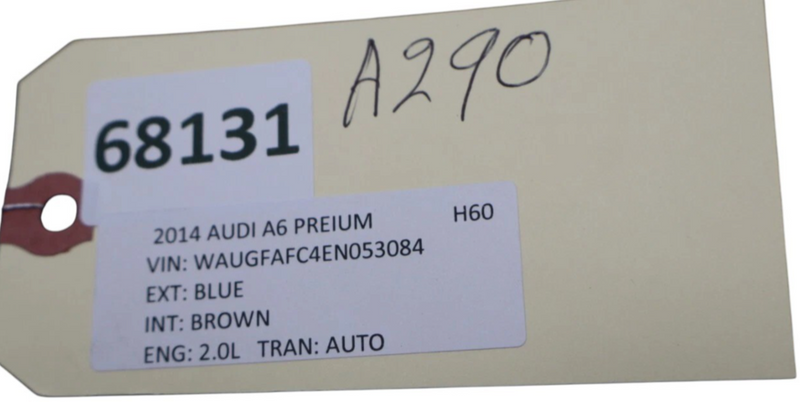 A290
68131
2014 AUDI A6 PREIUM H60
VIN: WAUGFAFC4EN053084
EXT: BLUE
INT: BROWN
ENG: 2.0L TRAN: AUTO